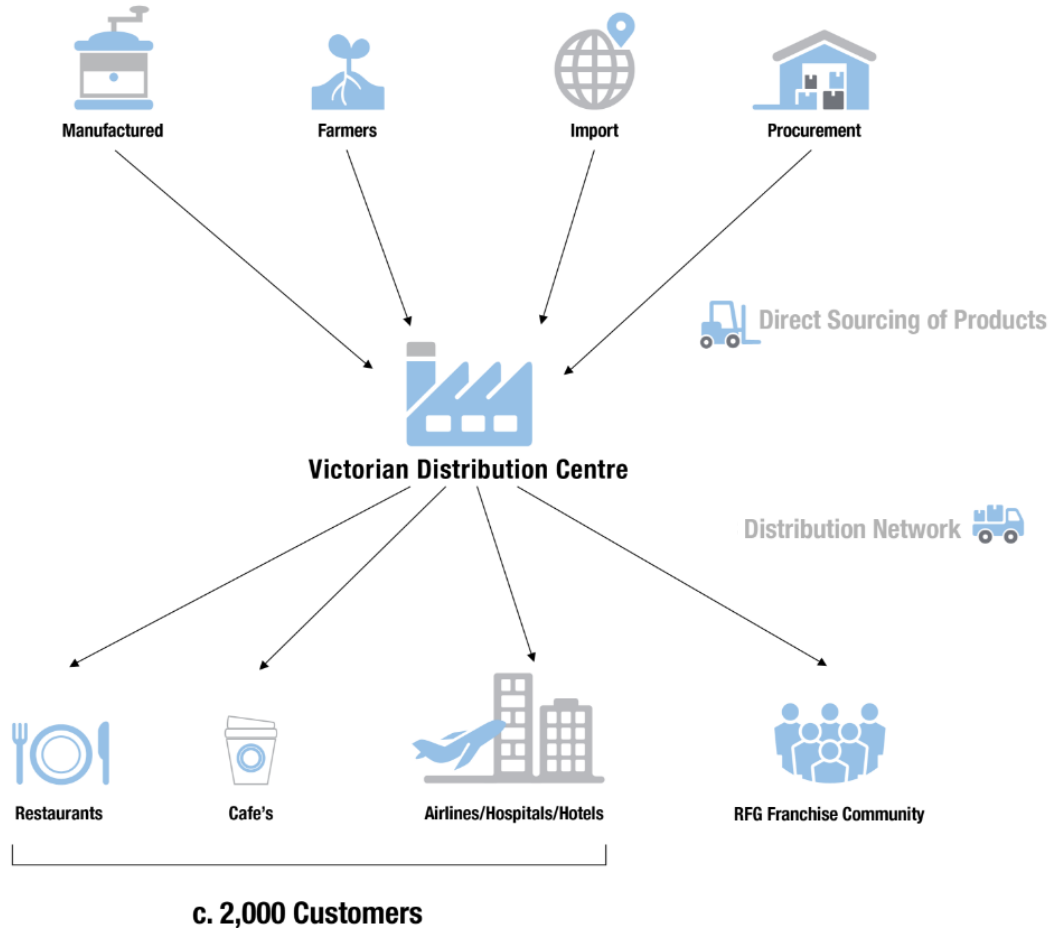 Manufactured
Farmers
Import
Procurement
Direct Sourcing of Products
Victorian Distribution Centre
Distribution Network
Restaurants
Cafe's
Airlines/Hospitals/Hotels
RFG Franchise Community
c. 2,000 Customers